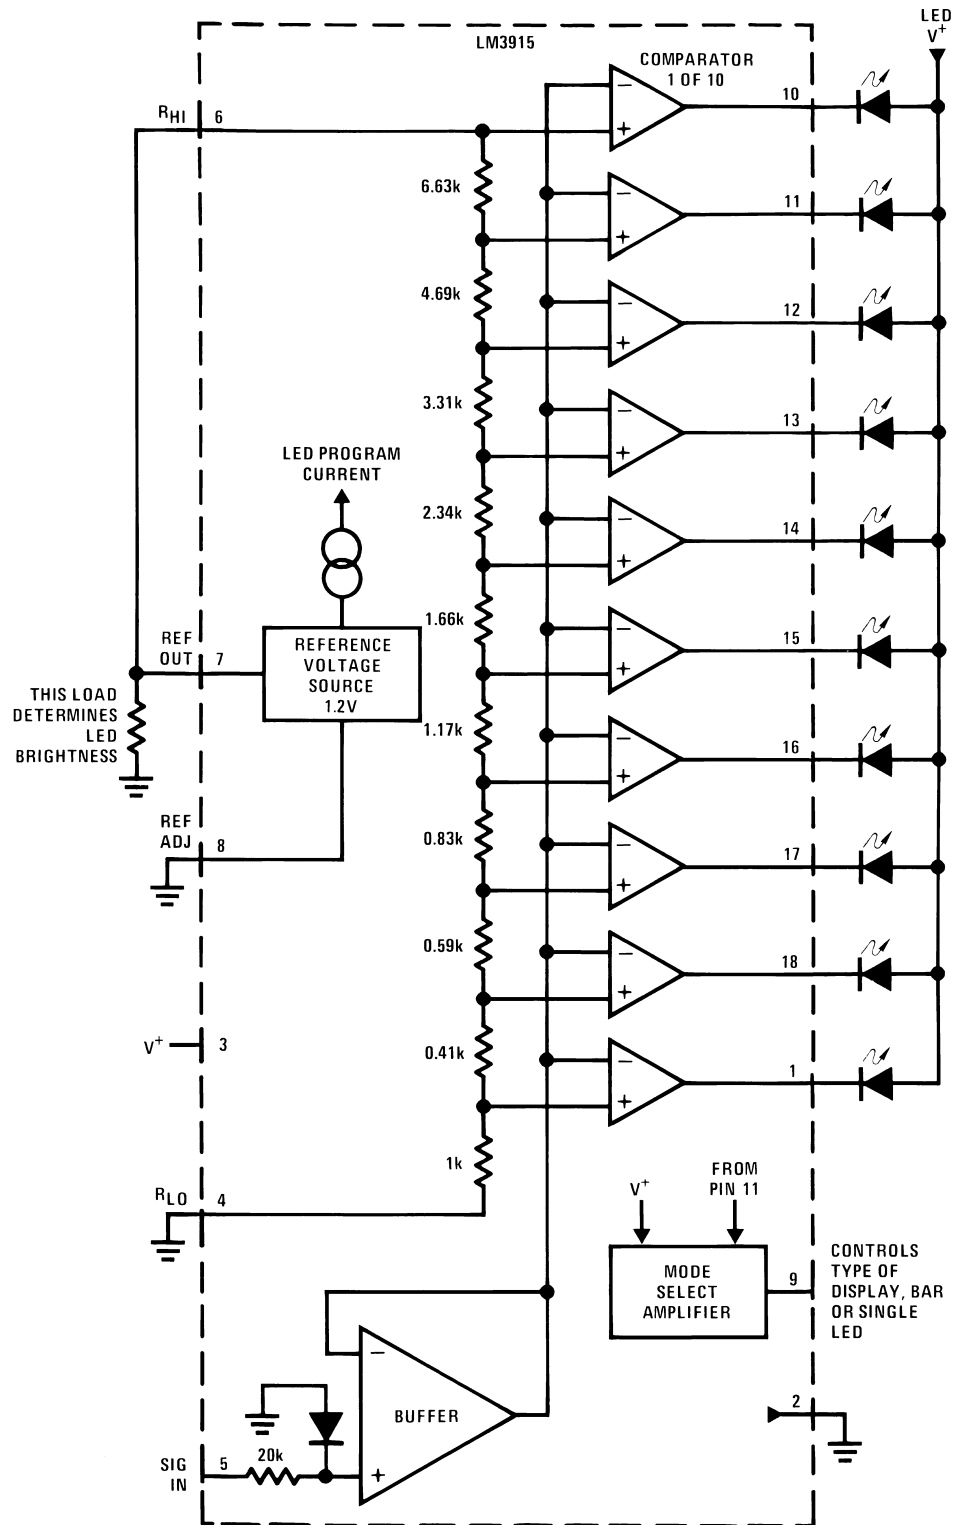 LED
V+
LM3915
COMPARATOR
1 OF 10
10
RHI
6
6.63k
11
4.69k
12
3.31k
13
LED PROGRAM
CURRENT
2.34k
14
1.66k
15
REF
OUT
7
REFERENCE
VOLTAGE
SOURCE
1.2V
THIS LOAD
DETERMINES
LED
BRIGHTNESS
1.17k
16
REF
ADJ
8
0.83k
17
0.59k
18
V+
3
0.41k
1
1k
RLO
4
V+
FROM
PIN 11
MODE
SELECT
AMPLIFIER
9
CONTROLS
TYPE OF
DISPLAY, BAR
OR SINGLE
LED
BUFFER
2
SIG
IN
5
20k